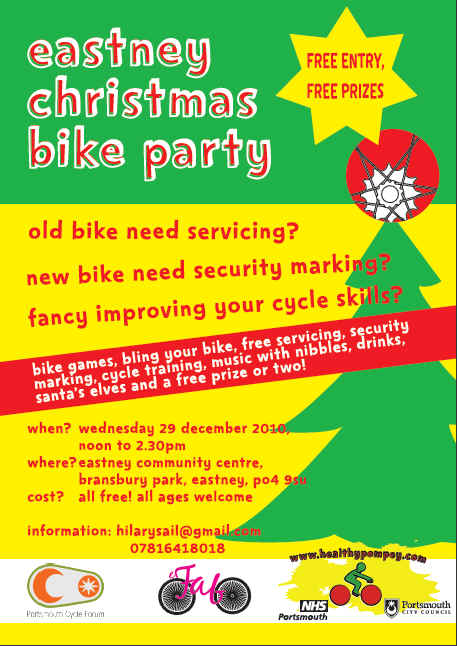 eastney
christmas
bike party
FREE ENTRY,
FREE PRIZES
old bike need servicing?
new bike need security marking?
fancy improving your cycle skills?
bike games, bling your bike, free servicing, security
marking, cycle training, music with nibbles, drinks,
santa's elves and a free prize or two!
when? wednesday 29 december 2010,
noon to 2.30pm
where? eastney community centre,
bransbury park, eastney, po4 9su
cost? all free! all ages welcome
information: hilarysail@gmail.com
07816418018
www.healthypompey.com
Portsmouth Cycle Forum
NHS
Portsmouth
Portsmouth
CITY COUNCIL